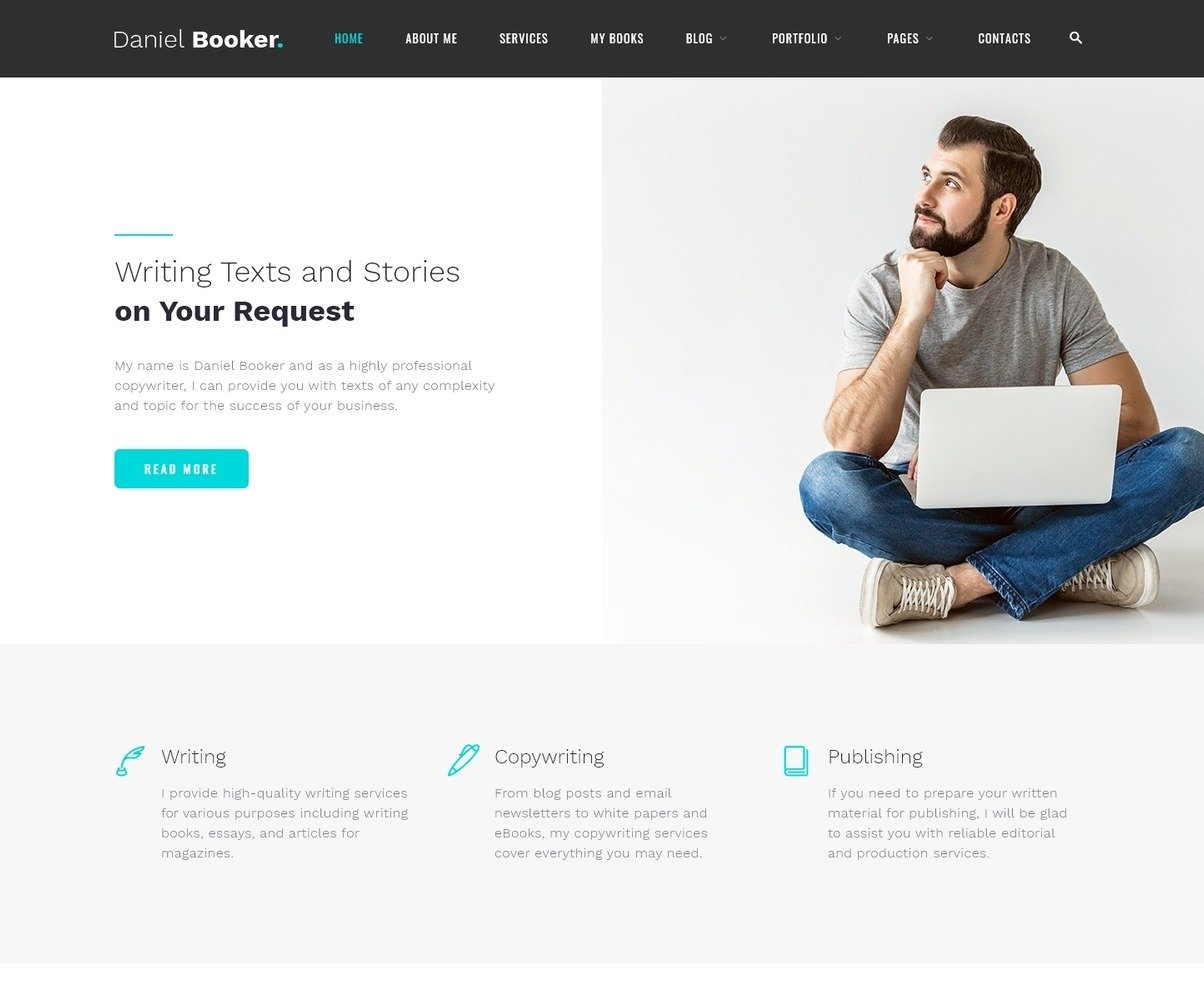 Daniel Booker.
HOME ABOUT ME SERVICES MY BOOKS BLOG PORTFOLIO PAGES CONTACTS
Writing Texts and Stories
on Your Request
My name is Daniel Booker and as a highly professional
copywriter, I can provide you with texts of any complexity
and topic for the success of your business.
READ MORE
Writing
I provide high-quality writing services
for various purposes including writing
books, essays, and articles for
magazines.
Copywriting
From blog posts and email
newsletters to white papers and
eBooks, my copywriting services
cover everything you may need.
Publishing
If you need to prepare your written
material for publishing, I will be glad
to assist you with reliable editorial
and production services.